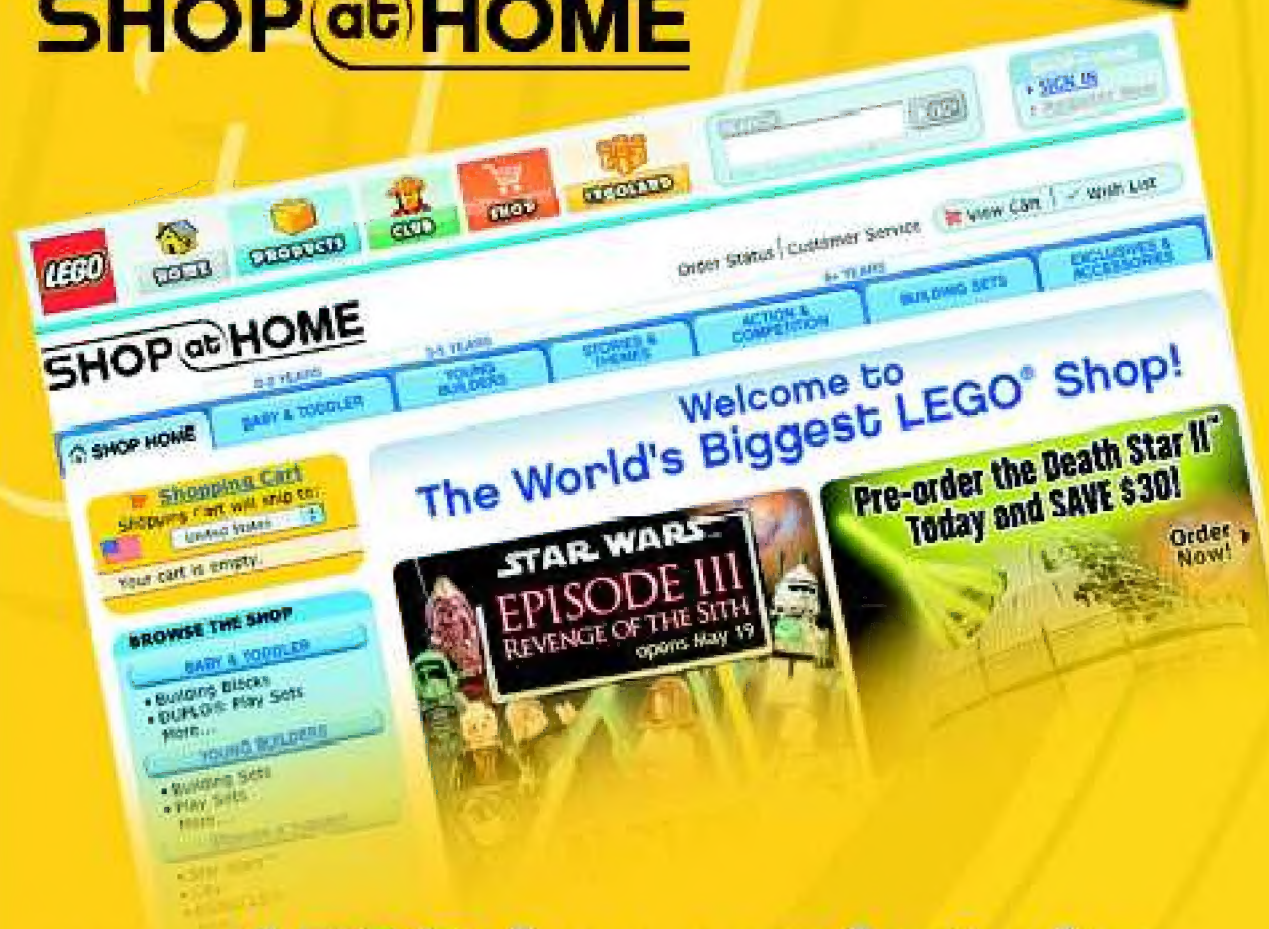 SHOP at HOME
SIGN IN
LEGO
HOME
PRODUCTS
CLUB
SHOP
LEGOLAND
Order Status | Customer Service
View Cart | Wish List
SHOP at HOME
0-2 YEARS
3-5 YEARS
6+ YEARS
SHOP HOME
BABY & TODDLER
YOUNG BUILDERS
STORIES & THEMES
ACTION & COMPETITION
BUILDING SETS
EXCLUSIVES & ACCESSORIES
Welcome to
The World's Biggest LEGO® Shop!
Shopping Cart
Shopping Cart will ship to:
United States
Your cart is empty.
BROWSE THE SHOP
BABY & TODDLER
• Building Blocks
• DUPLO® Play Sets
More...
YOUNG BUILDERS
• Building Sets
• Play Sets
More...
STAR WARS™
EPISODE III
REVENGE OF THE SITH
opens May 19
Pre-order the Death Star II™
Today and SAVE $30!
Order
Now!